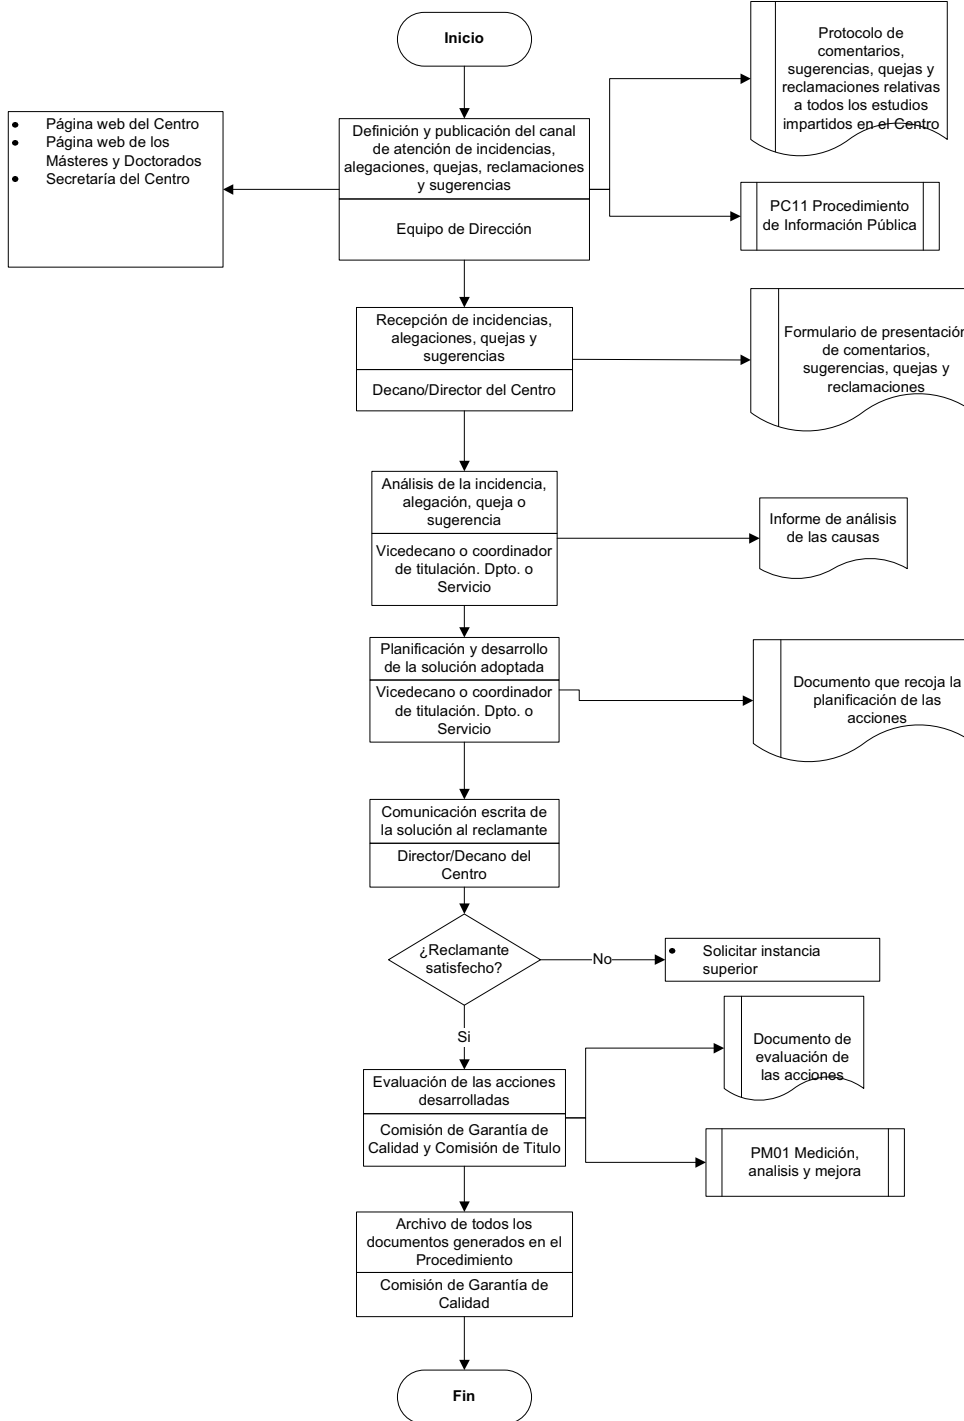 Inicio
Protocolo de
comentarios,
sugerencias, quejas y
reclamaciones relativas
a todos los estudios
impartidos en el Centro
• Página web del Centro
• Página web de los
Másteres y Doctorados
• Secretaría del Centro
Definición y publicación del canal
de atención de incidencias,
alegaciones, quejas, reclamaciones
y sugerencias
Equipo de Dirección
PC11 Procedimiento
de Información Pública
Recepción de incidencias,
alegaciones, quejas y
sugerencias
Decano/Director del Centro
Formulario de presentación
de comentarios,
sugerencias, quejas y
reclamaciones
Análisis de la incidencia,
alegación, queja o
sugerencia
Vicedecano o coordinador
de titulación. Dpto. o
Servicio
Informe de análisis
de las causas
Planificación y desarrollo
de la solución adoptada
Vicedecano o coordinador
de titulación. Dpto. o
Servicio
Documento que recoja la
planificación de las
acciones
Comunicación escrita de
la solución al reclamante
Director/Decano del
Centro
¿Reclamante
satisfecho?
No
• Solicitar instancia
superior
Si
Documento de
evaluación de
las acciones
Evaluación de las acciones
desarrolladas
Comisión de Garantía de
Calidad y Comisión de Titulo
PM01 Medición,
analisis y mejora
Archivo de todos los
documentos generados en el
Procedimiento
Comisión de Garantía de
Calidad
Fin